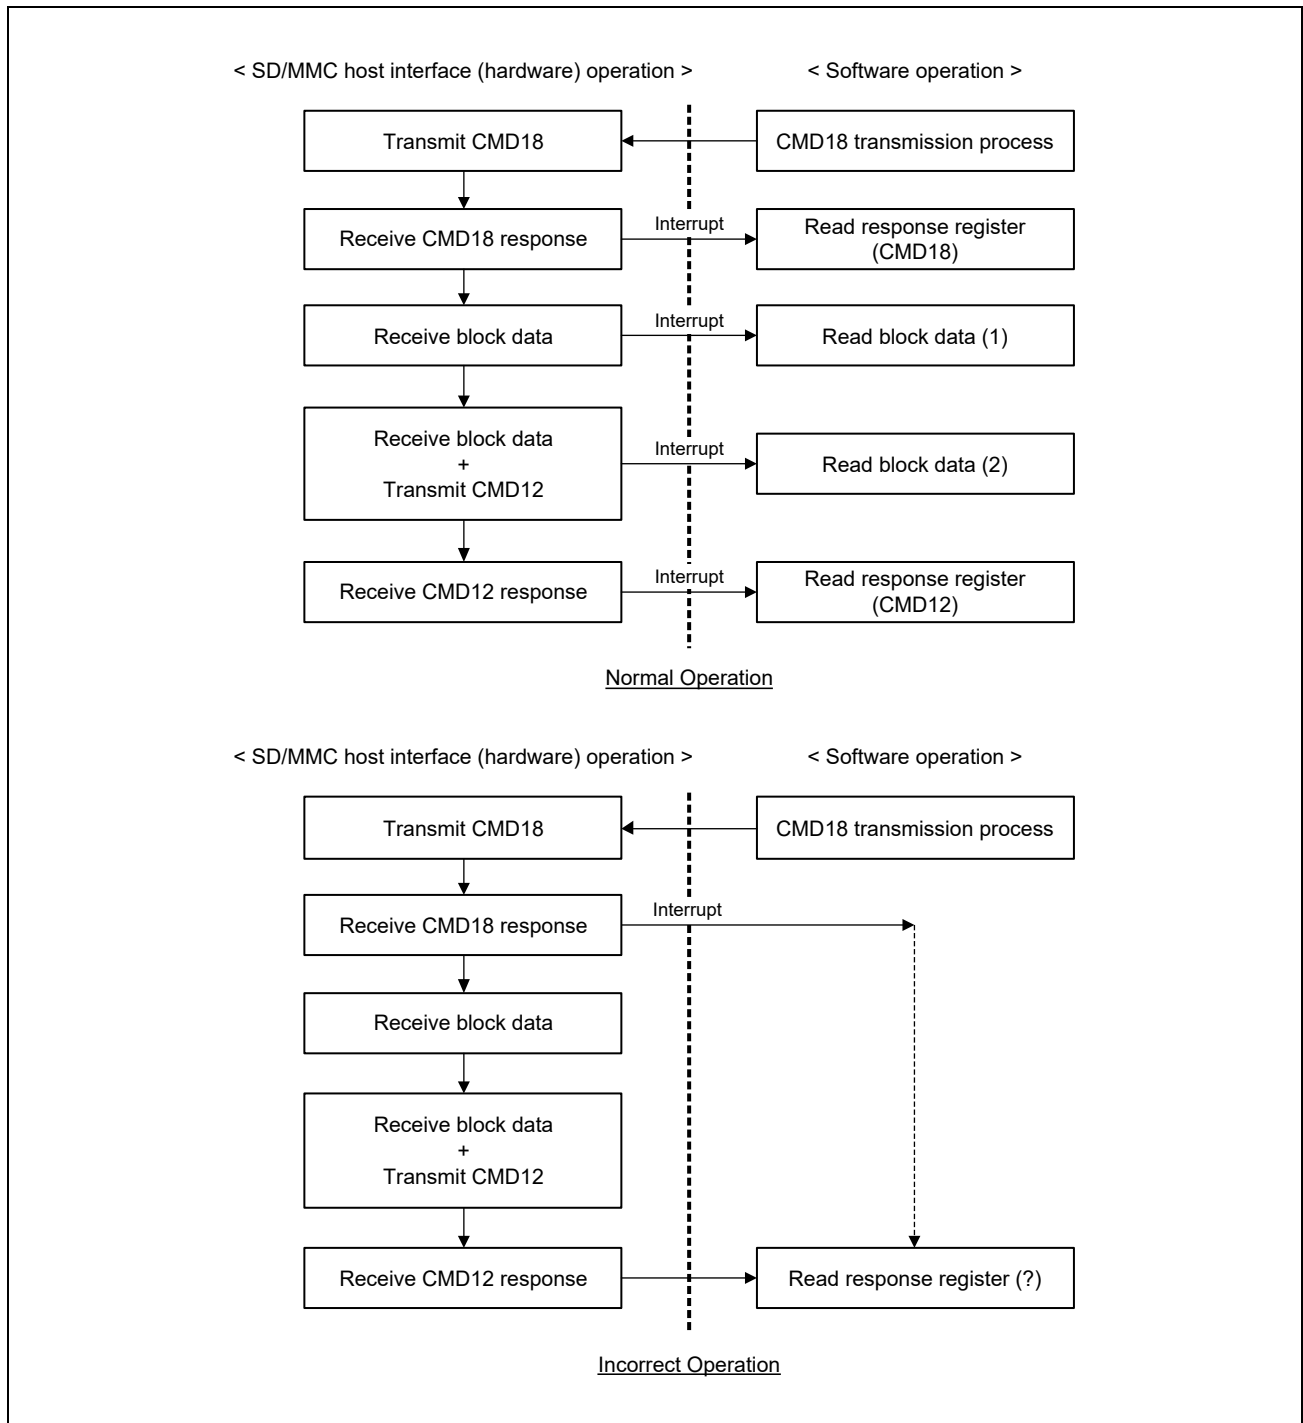 < SD/MMC host interface (hardware) operation >
< Software operation >
Transmit CMD18
CMD18 transmission process
Receive CMD18 response
Interrupt
Read response register
(CMD18)
Receive block data
Interrupt
Read block data (1)
Receive block data
+
Transmit CMD12
Interrupt
Read block data (2)
Receive CMD12 response
Interrupt
Read response register
(CMD12)
Normal Operation
< SD/MMC host interface (hardware) operation >
< Software operation >
Transmit CMD18
CMD18 transmission process
Receive CMD18 response
Interrupt
Receive block data
Receive block data
+
Transmit CMD12
Receive CMD12 response
Read response register (?)
Incorrect Operation